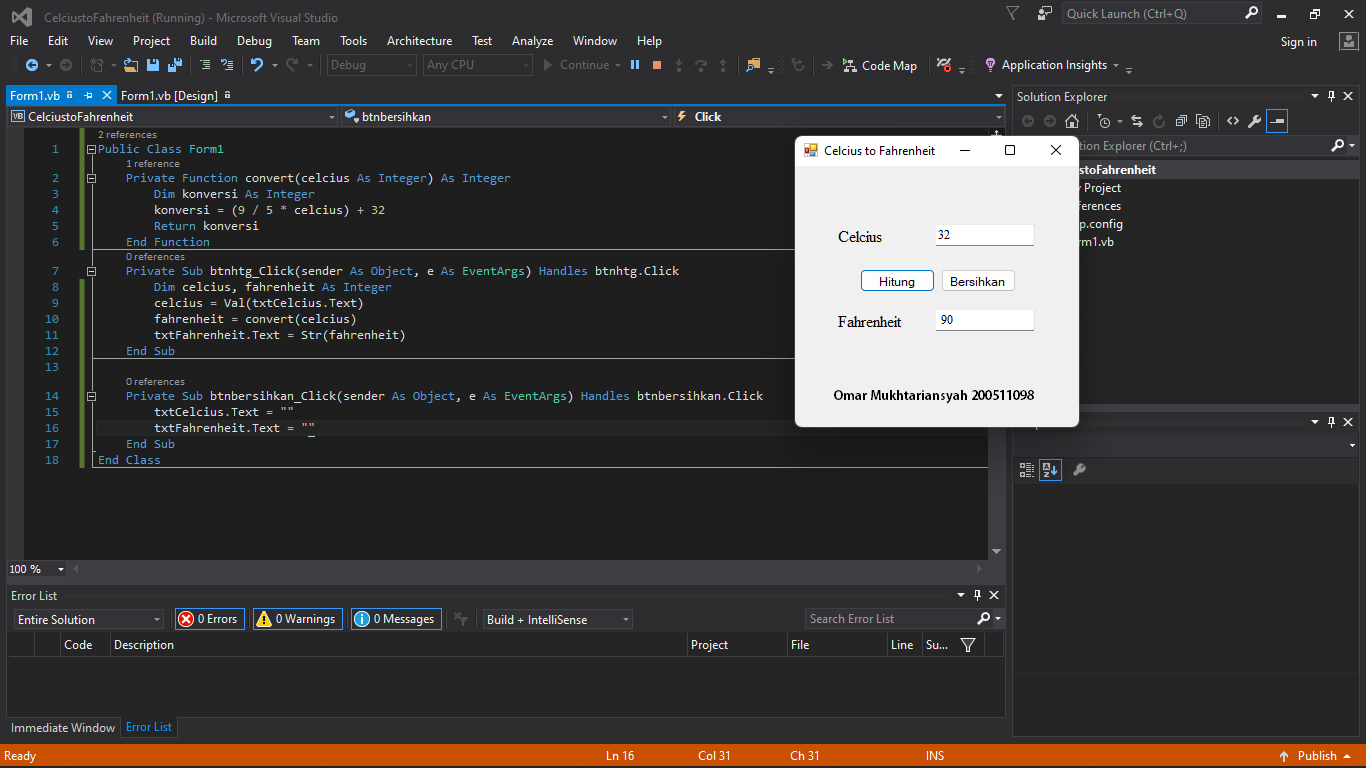 CelciustoFahrenheit (Running) - Microsoft Visual Studio
Quick Launch (Ctrl+Q)
File Edit View Project Build Debug Team Tools Architecture Test Analyze Window Help
Sign in
Debug Any CPU Continue Code Map Application Insights
Form1.vb Form1.vb [Design]
VB CelciustoFahrenheit btnbersihkan Click
2 references
1 Public Class Form1
1 reference
2 Private Function convert(celcius As Integer) As Integer
3 Dim konversi As Integer
4 konversi = (9 / 5 * celcius) + 32
5 Return konversi
6 End Function
0 references
7 Private Sub btnhtg_Click(sender As Object, e As EventArgs) Handles btnhtg.Click
8 Dim celcius, fahrenheit As Integer
9 celcius = Val(txtCelcius.Text)
10 fahrenheit = convert(celcius)
11 txtFahrenheit.Text = Str(fahrenheit)
12 End Sub
13
0 references
14 Private Sub btnbersihkan_Click(sender As Object, e As EventArgs) Handles btnbersihkan.Click
15 txtCelcius.Text = ""
16 txtFahrenheit.Text = ""
17 End Sub
18 End Class
100 %
Celcius to Fahrenheit
Celcius 32
Hitung Bersihkan
Fahrenheit 90
Omar Mukhtariansyah 200511098
Solution Explorer
Explorer (Ctrl+;)
stoFahrenheit
Project
p.config
rm1.vb
Error List
Entire Solution 0 Errors 0 Warnings 0 Messages Build + IntelliSense Search Error List
Code Description Project File Line Su...
Immediate Window Error List
Ready Ln 16 Col 31 Ch 31 INS Publish